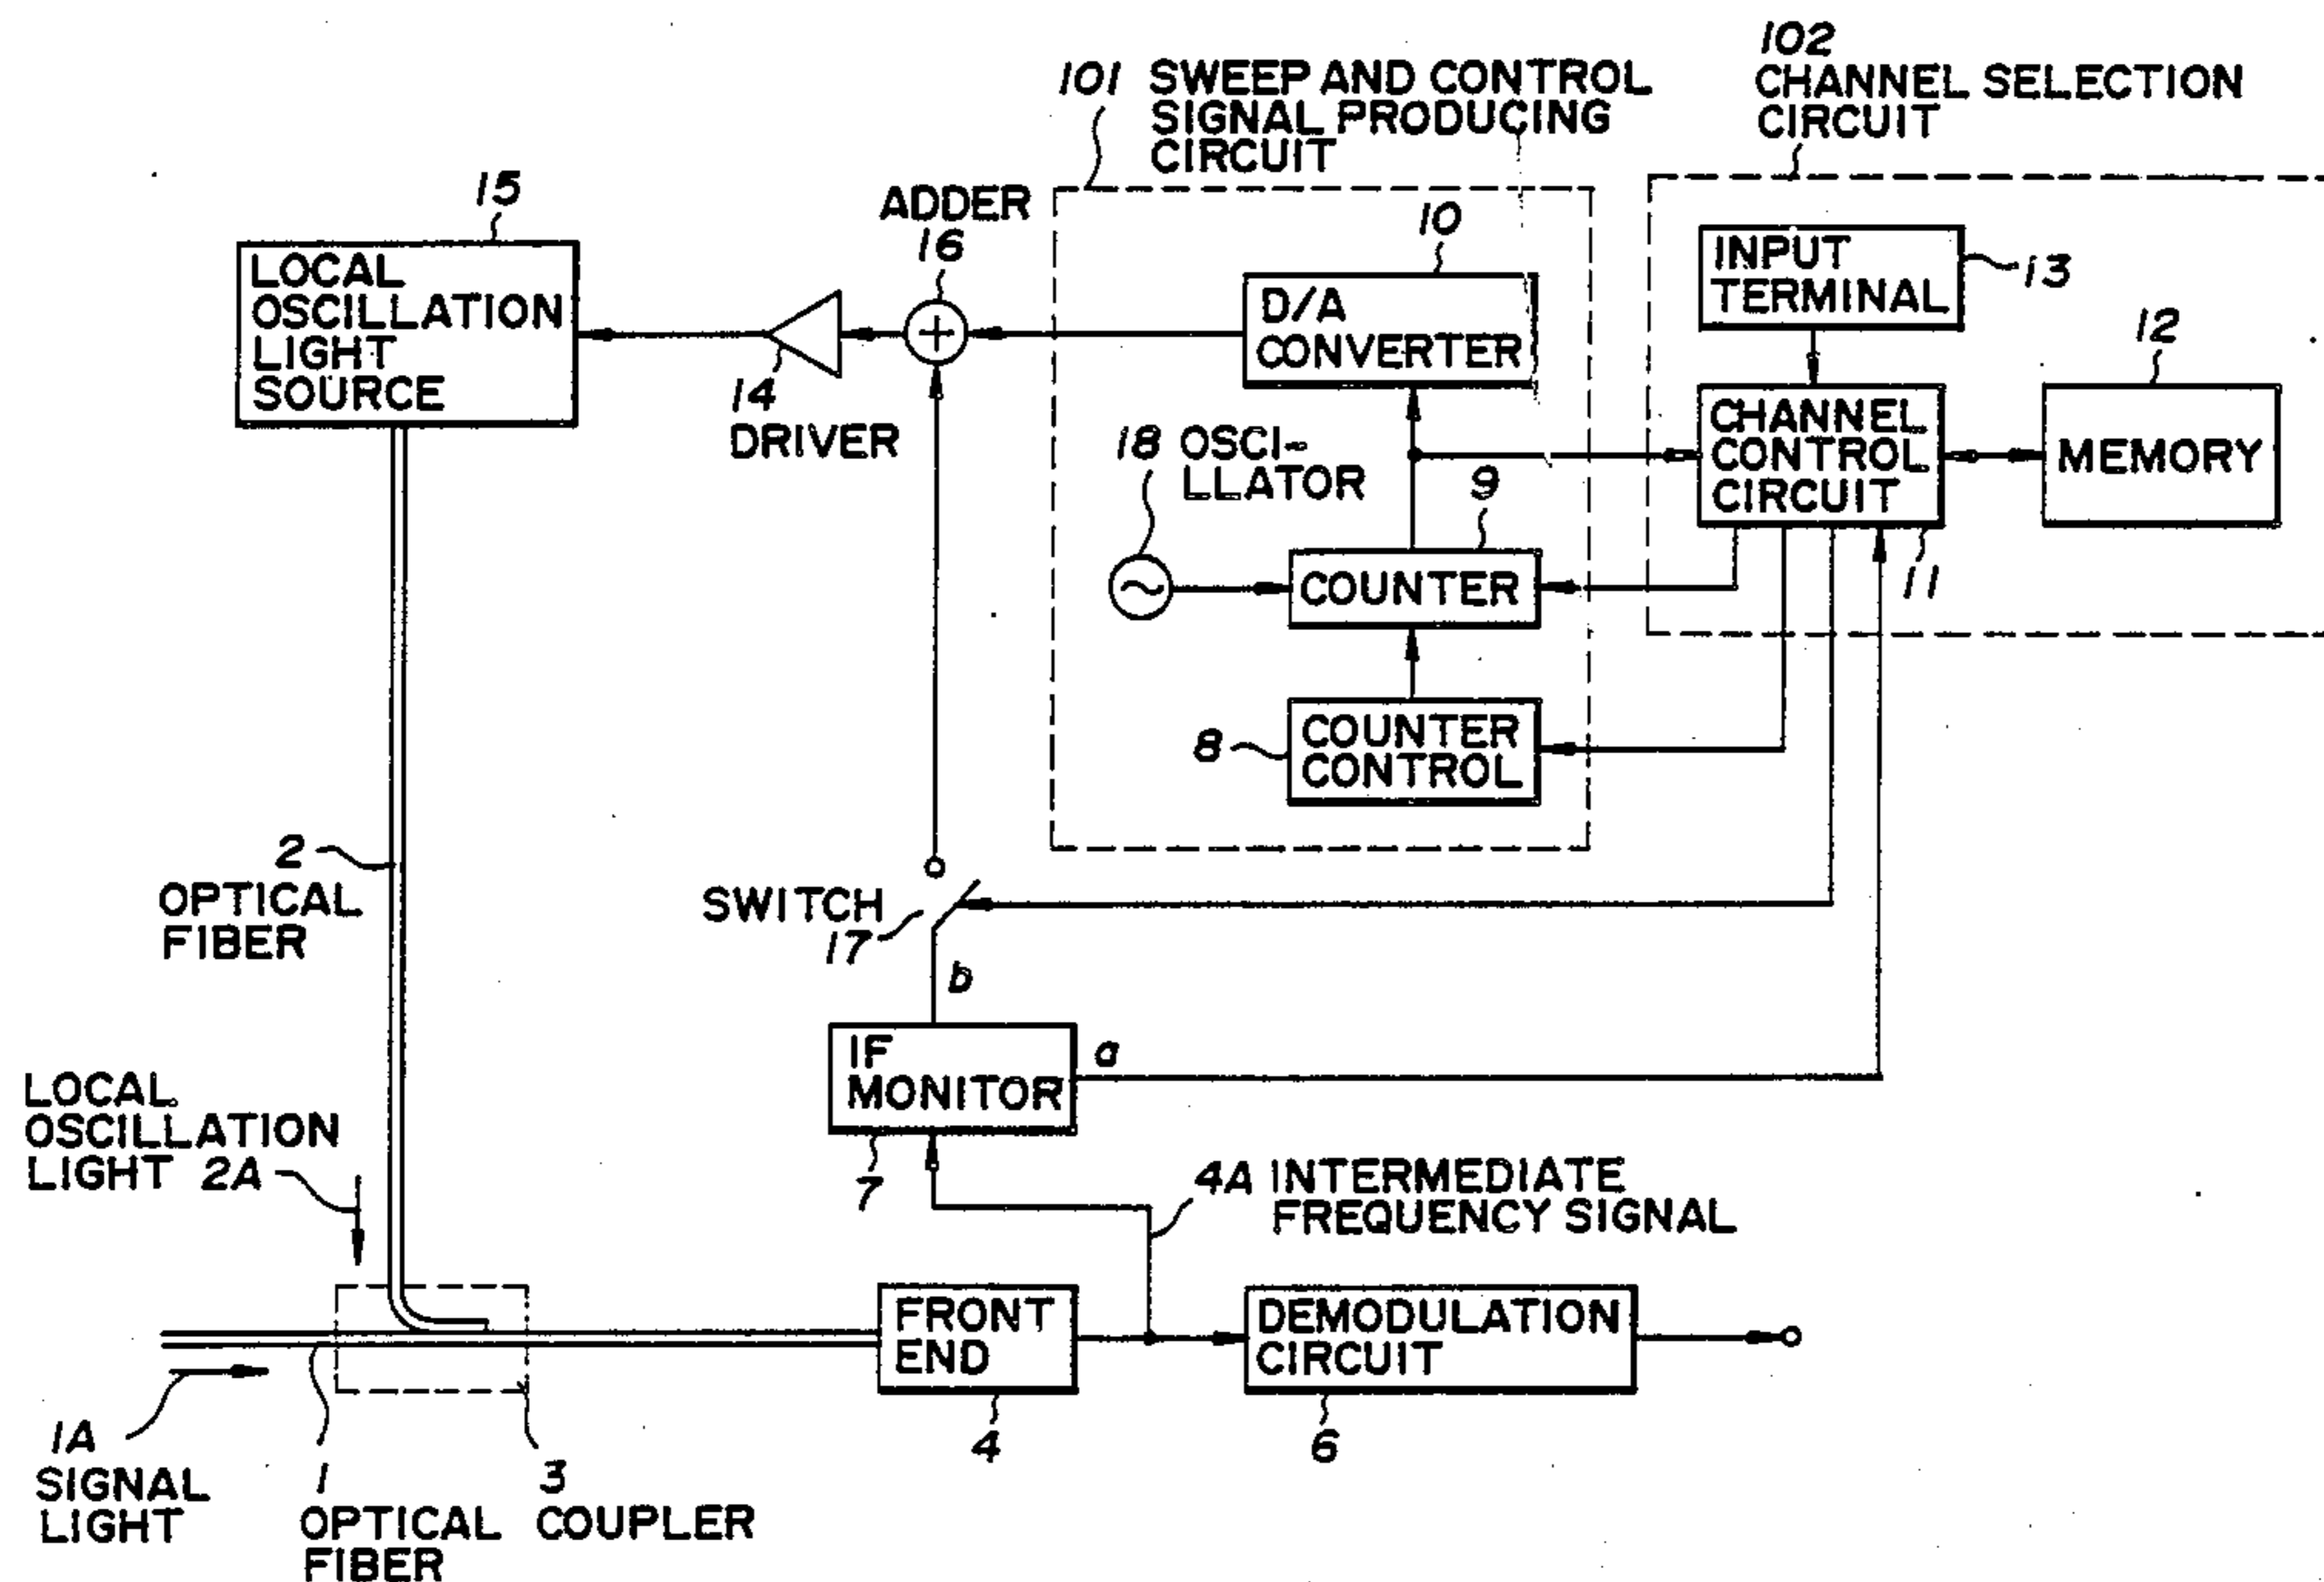 102
CHANNEL SELECTION
CIRCUIT
101 SWEEP AND CONTROL
SIGNAL PRODUCING
CIRCUIT
15
LOCAL
OSCILLATION
LIGHT
SOURCE
ADDER
16
14
DRIVER
10
D/A
CONVERTER
INPUT
TERMINAL
13
12
CHANNEL
CONTROL
CIRCUIT
MEMORY
11
18 OSCI-
LLATOR
9
COUNTER
8
COUNTER
CONTROL
2
OPTICAL
FIBER
SWITCH
17
b
IF
MONITOR
a
7
LOCAL
OSCILLATION
LIGHT 2A
4A INTERMEDIATE
FREQUENCY SIGNAL
FRONT
END
4
DEMODULATION
CIRCUIT
6
1A
SIGNAL
LIGHT
1
OPTICAL
FIBER
3
COUPLER